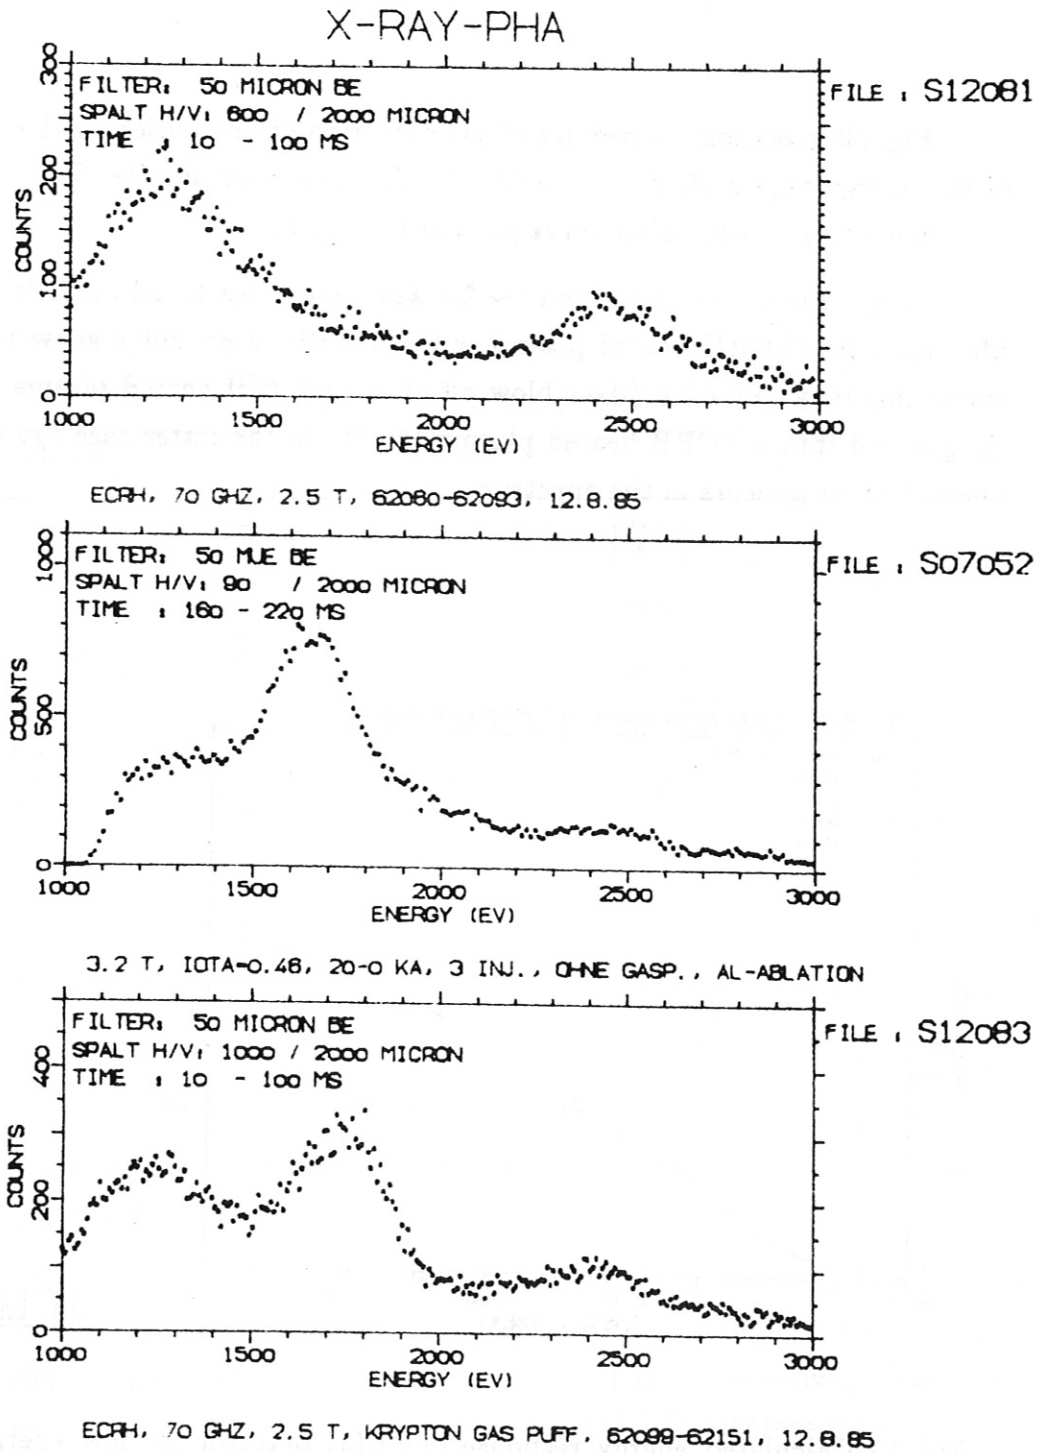 X-RAY-PHA
300
FILTER: 50 MICRON BE
FILE : S12081
SPALT H/V: 600 / 2000 MICRON
TIME : 10 - 100 MS
200
COUNTS
100
0
1000 1500 2000 2500 3000
ENERGY (EV)
ECRH, 70 GHZ, 2.5 T, 62080-62093, 12.8.85
1000
FILTER: 50 MUE BE
FILE : S07052
SPALT H/V: 90 / 2000 MICRON
TIME : 160 - 220 MS
COUNTS
500
0
1000 1500 2000 2500 3000
ENERGY (EV)
3.2 T, IOTA=0.46, 20-0 KA, 3 INJ., OHNE GASP., AL-ABLATION
FILTER: 50 MICRON BE
FILE : S12083
SPALT H/V: 1000 / 2000 MICRON
400
TIME : 10 - 100 MS
COUNTS
200
0
1000 1500 2000 2500 3000
ENERGY (EV)
ECRH, 70 GHZ, 2.5 T, KRYPTON GAS PUFF, 62099-62151, 12.8.85